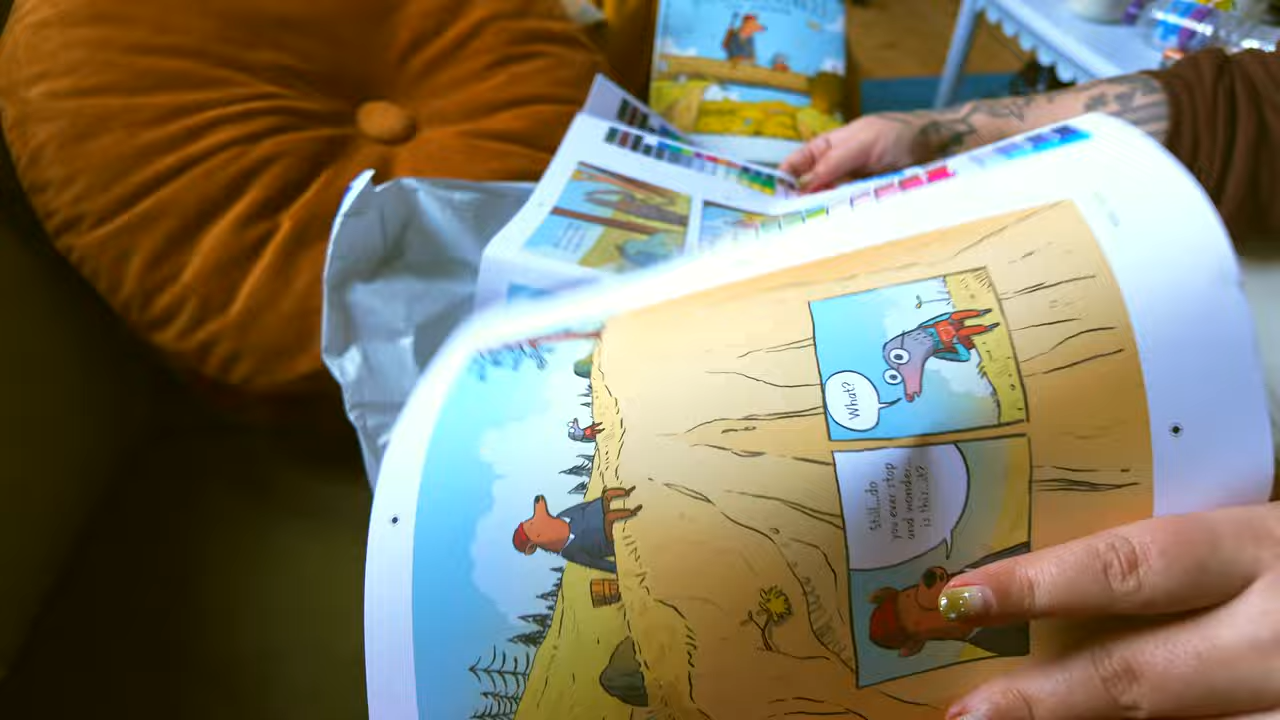 Still...do
you ever stop
and wonder...
is this...it?
What?